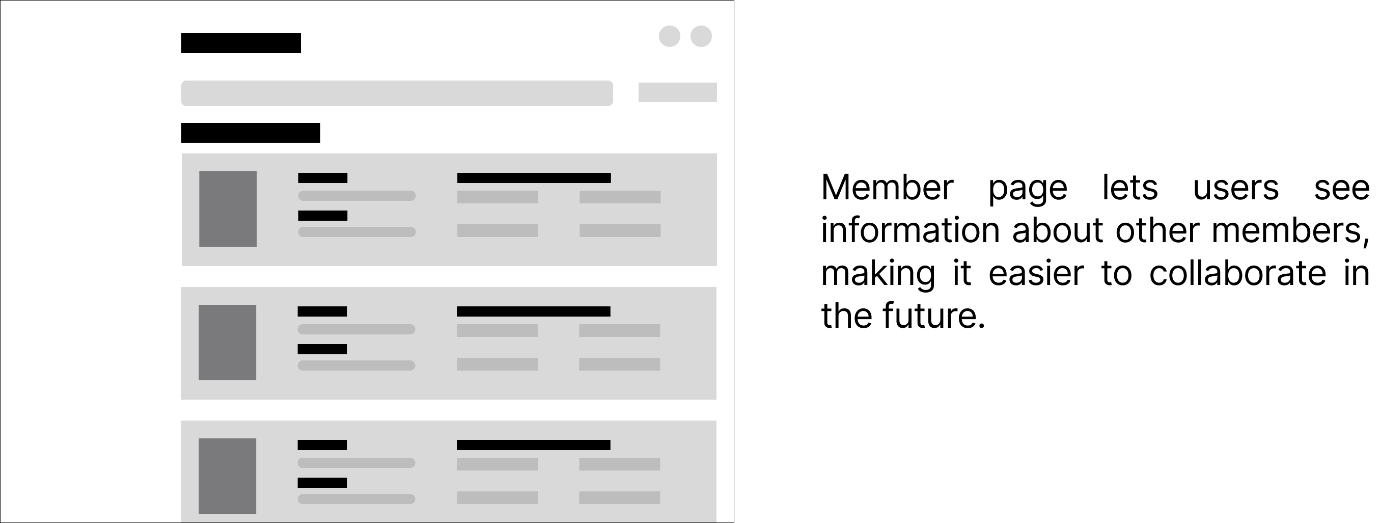 Member page lets users see
information about other members,
making it easier to collaborate in
the future.